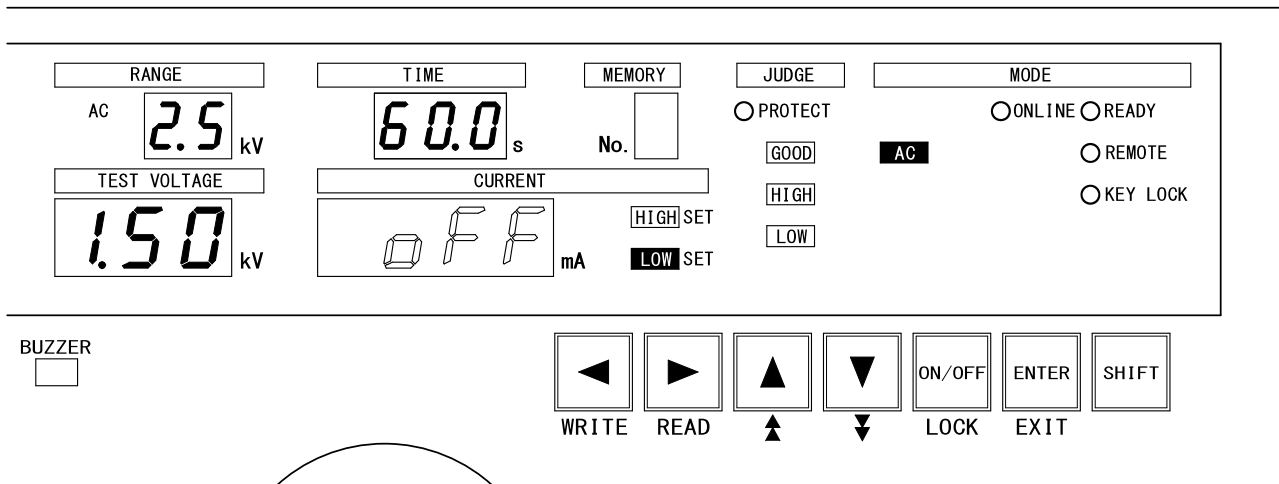 RANGE TIME MEMORY JUDGE MODE
AC 2.5 kV 60.0 s No. PROTECT ONLINE READY
GOOD AC REMOTE
TEST VOLTAGE CURRENT HIGH KEY LOCK
1.50 kV oFF mA HIGH SET LOW
LOW SET
BUZZER
ON/OFF ENTER SHIFT
WRITE READ LOCK EXIT